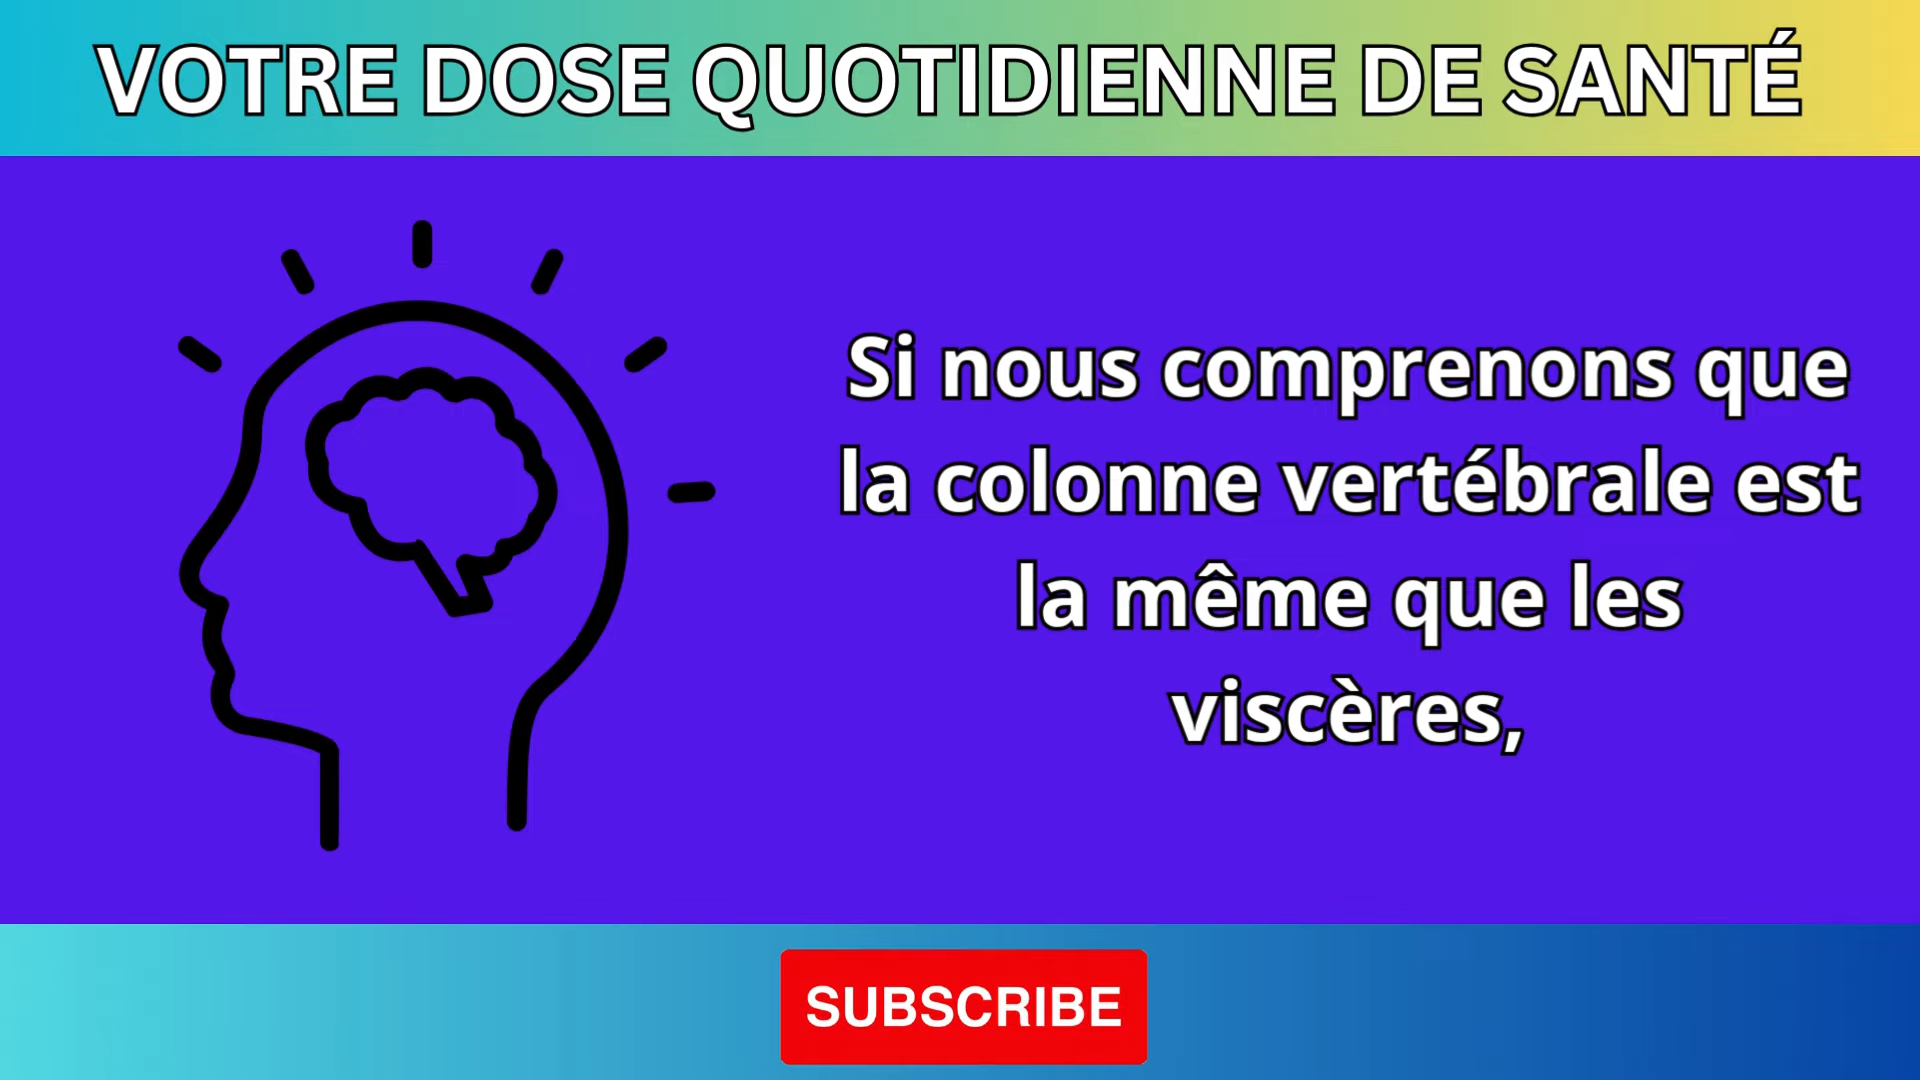 VOTRE DOSE QUOTIDIENNE DE SANTÉ
Si nous comprenons que
la colonne vertébrale est
la même que les
viscères,
SUBSCRIBE